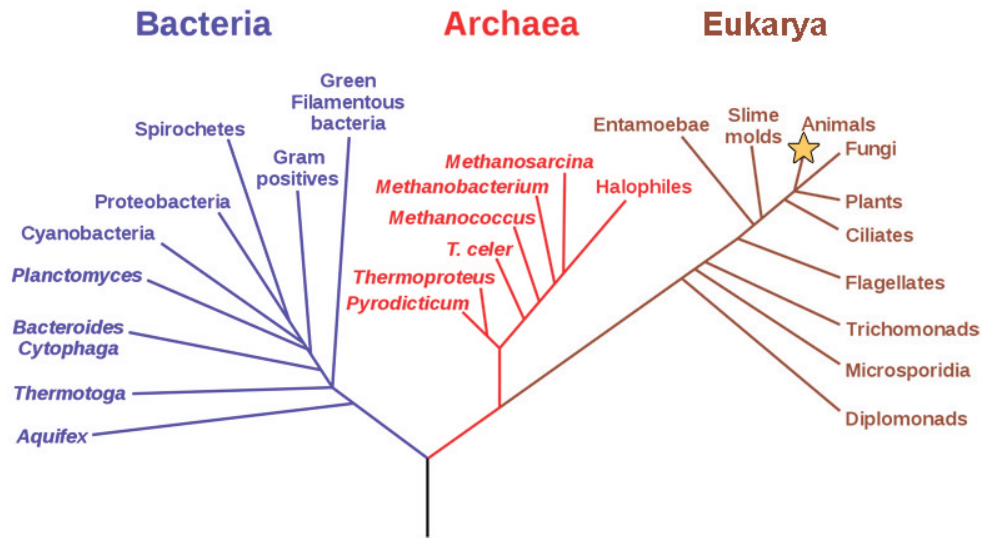 Bacteria
Archaea
Eukarya
Green
Filamentous
bacteria
Spirochetes
Gram
positives
Proteobacteria
Cyanobacteria
Planctomyces
Bacteroides
Cytophaga
Thermotoga
Aquifex
Methanosarcina
Methanobacterium
Halophiles
Methanococcus
T. celer
Thermoproteus
Pyrodicticum
Entamoebae
Slime
molds
Animals
Fungi
Plants
Ciliates
Flagellates
Trichomonads
Microsporidia
Diplomonads